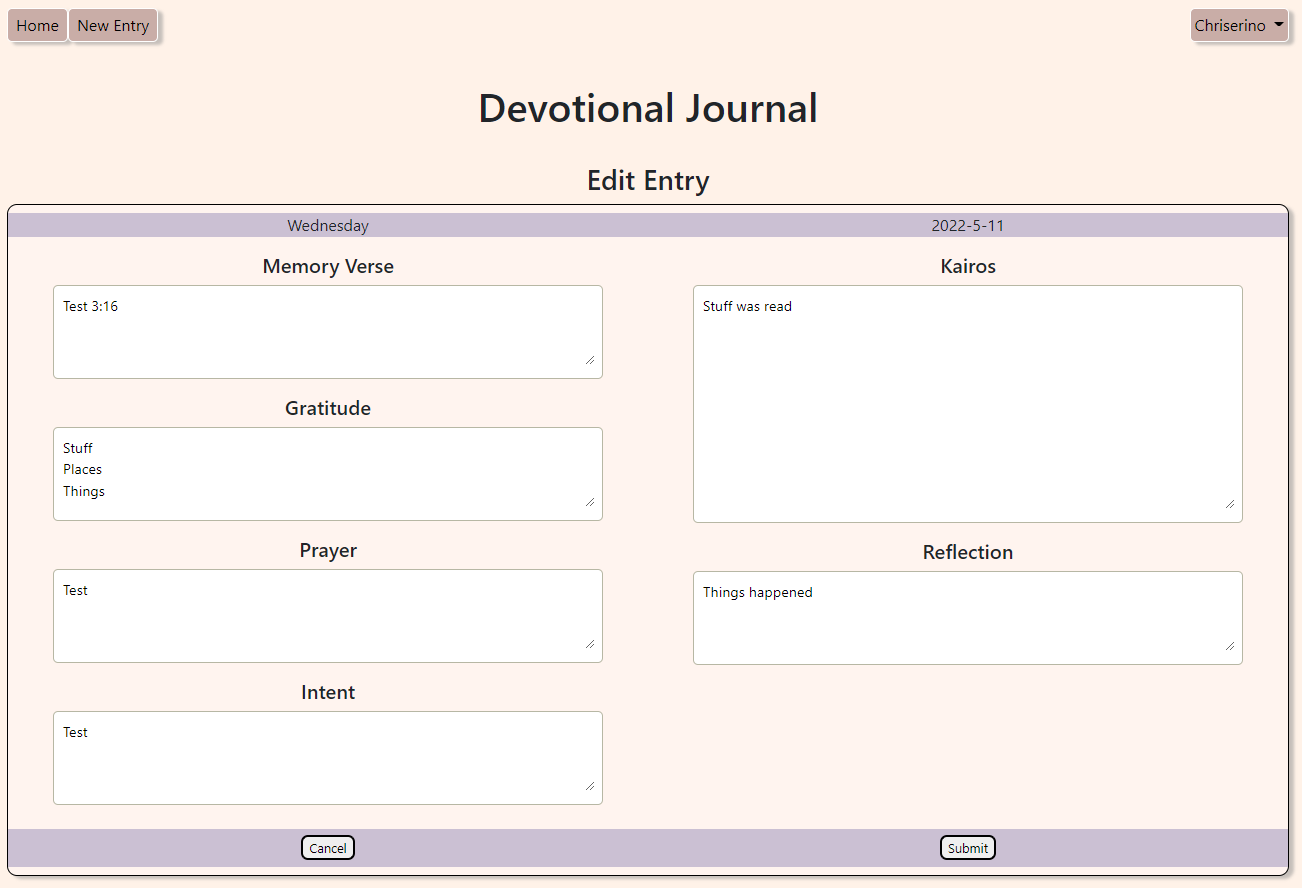 Home New Entry Chriserino
Devotional Journal
Edit Entry
Wednesday 2022-5-11
Memory Verse
Test 3:16
Gratitude
Stuff
Places
Things
Prayer
Test
Intent
Test
Kairos
Stuff was read
Reflection
Things happened
Cancel Submit